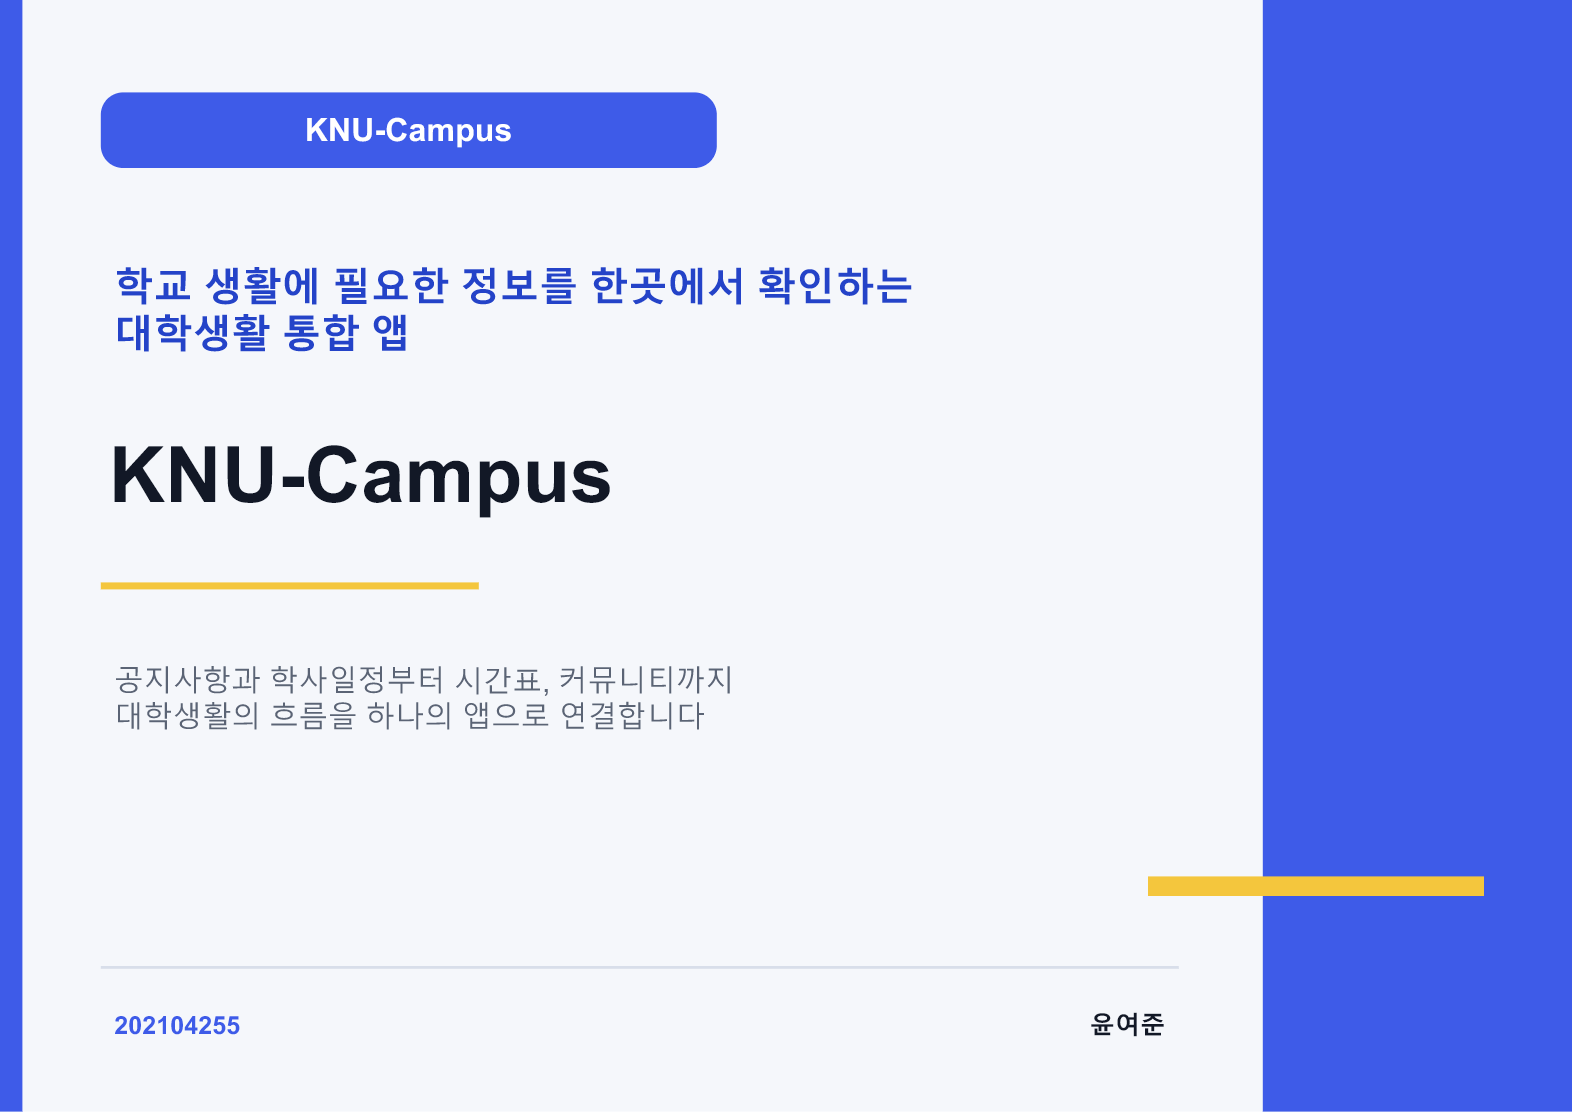 KNU-Campus
학교 생활에 필요한 정보를 한곳에서 확인하는
대학생활 통합 앱
KNU-Campus
공지사항과 학사일정부터 시간표, 커뮤니티까지
대학생활의 흐름을 하나의 앱으로 연결합니다
202104255
윤여준